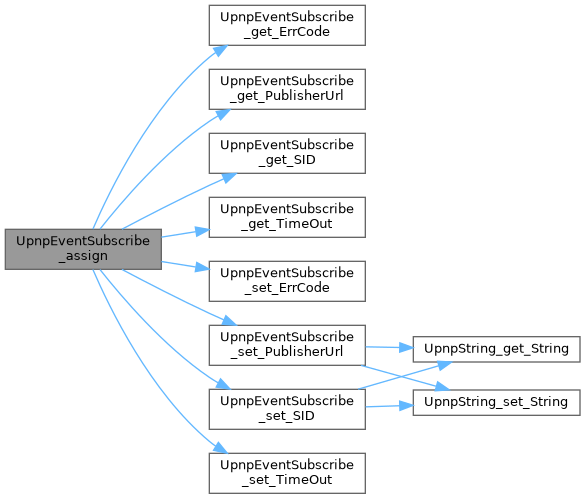 UpnpEventSubscribe
_assign
UpnpEventSubscribe
_get_ErrCode
UpnpEventSubscribe
_get_PublisherUrl
UpnpEventSubscribe
_get_SID
UpnpEventSubscribe
_get_TimeOut
UpnpEventSubscribe
_set_ErrCode
UpnpEventSubscribe
_set_PublisherUrl
UpnpEventSubscribe
_set_SID
UpnpEventSubscribe
_set_TimeOut
UpnpString_get_String
UpnpString_set_String